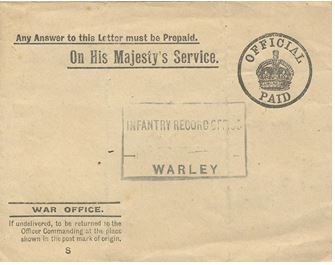 Any Answer to this Letter must be Prepaid.
On His Majesty's Service.
OFFICIAL
PAID
INFANTRY RECORD OFFICE
WARLEY
WAR OFFICE.
If undelivered, to be returned to the
Officer Commanding at the place
shown in the post mark of origin.
S